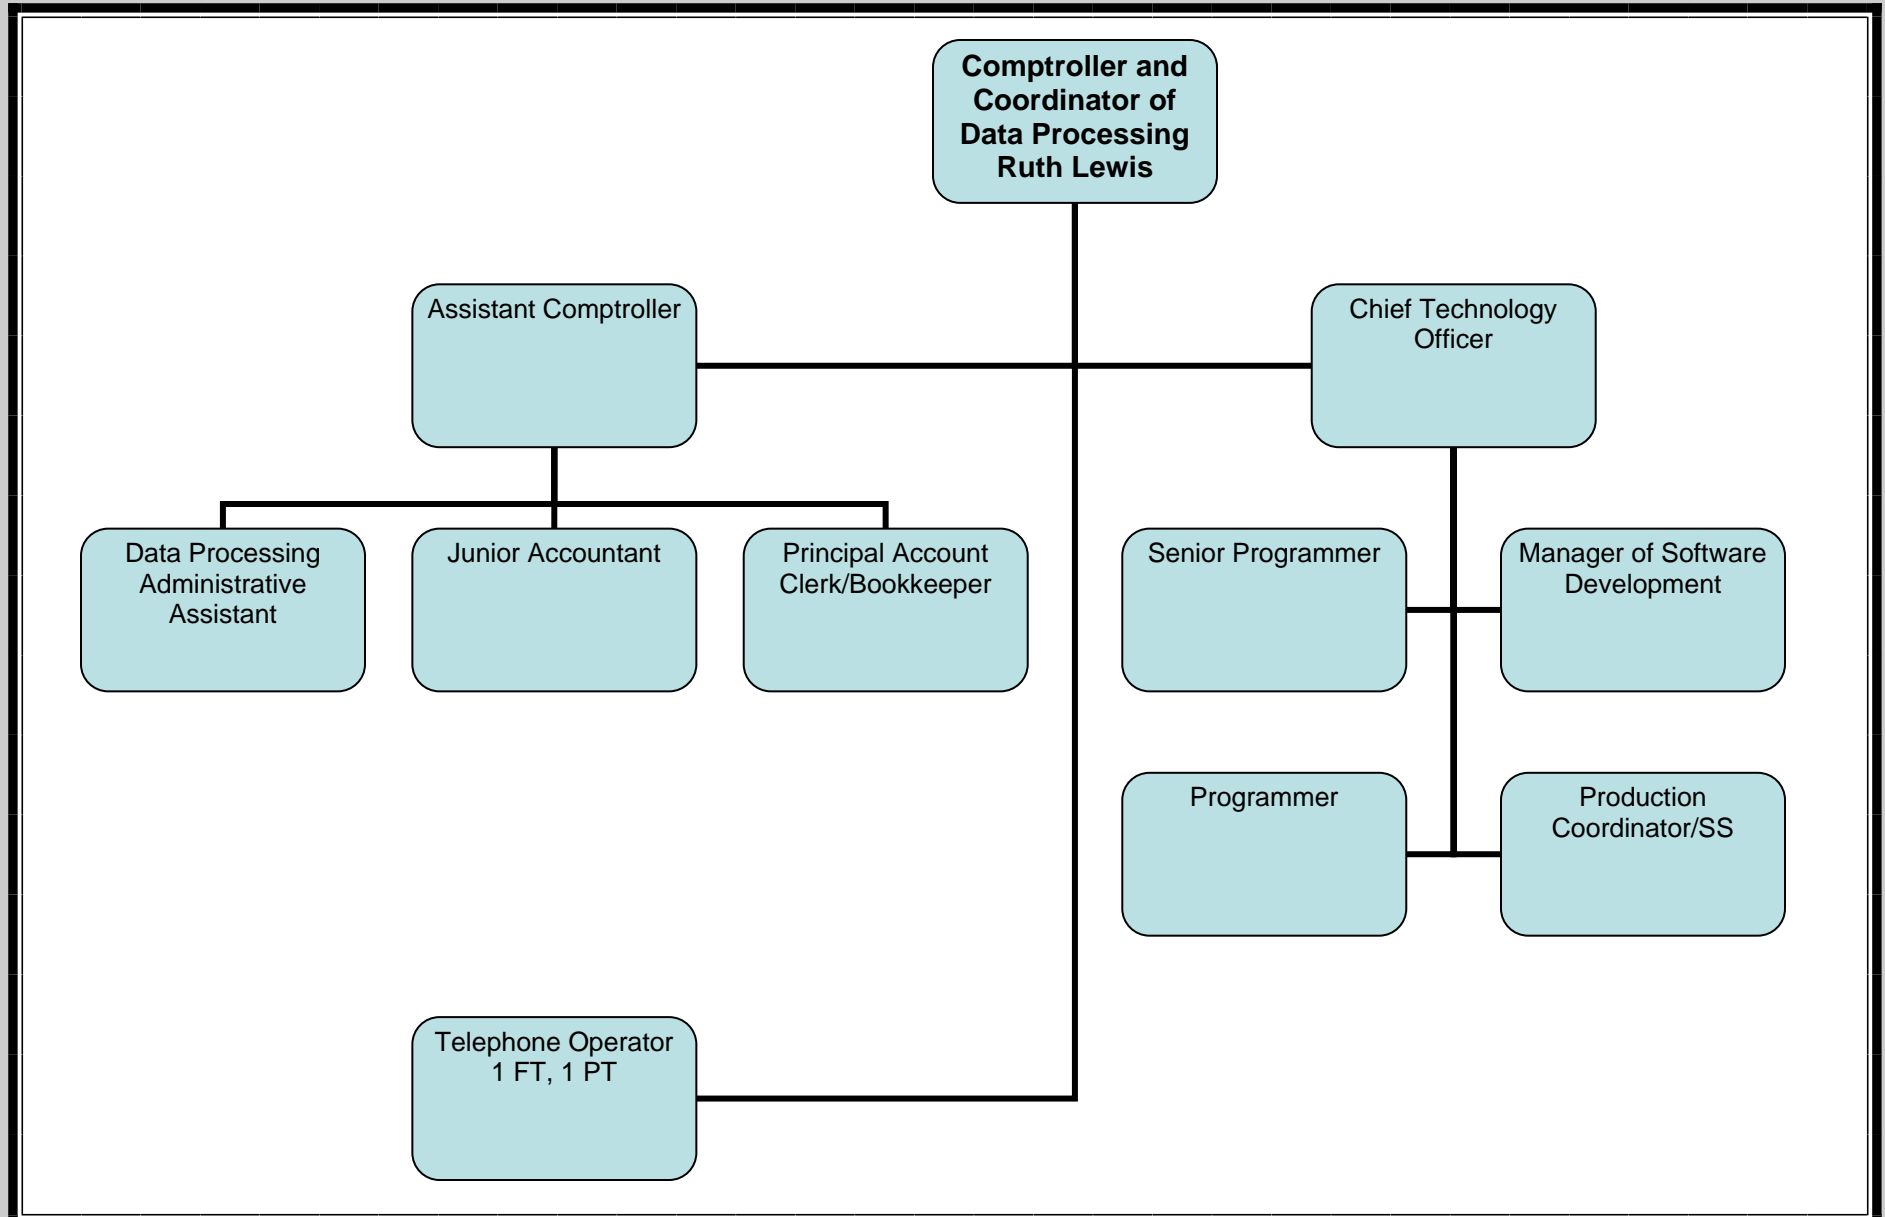 Comptroller and
Coordinator of
Data Processing
Ruth Lewis
Assistant Comptroller
Chief Technology
Officer
Data Processing
Administrative
Assistant
Junior Accountant
Principal Account
Clerk/Bookkeeper
Senior Programmer
Manager of Software
Development
Programmer
Production
Coordinator/SS
Telephone Operator
1 FT, 1 PT